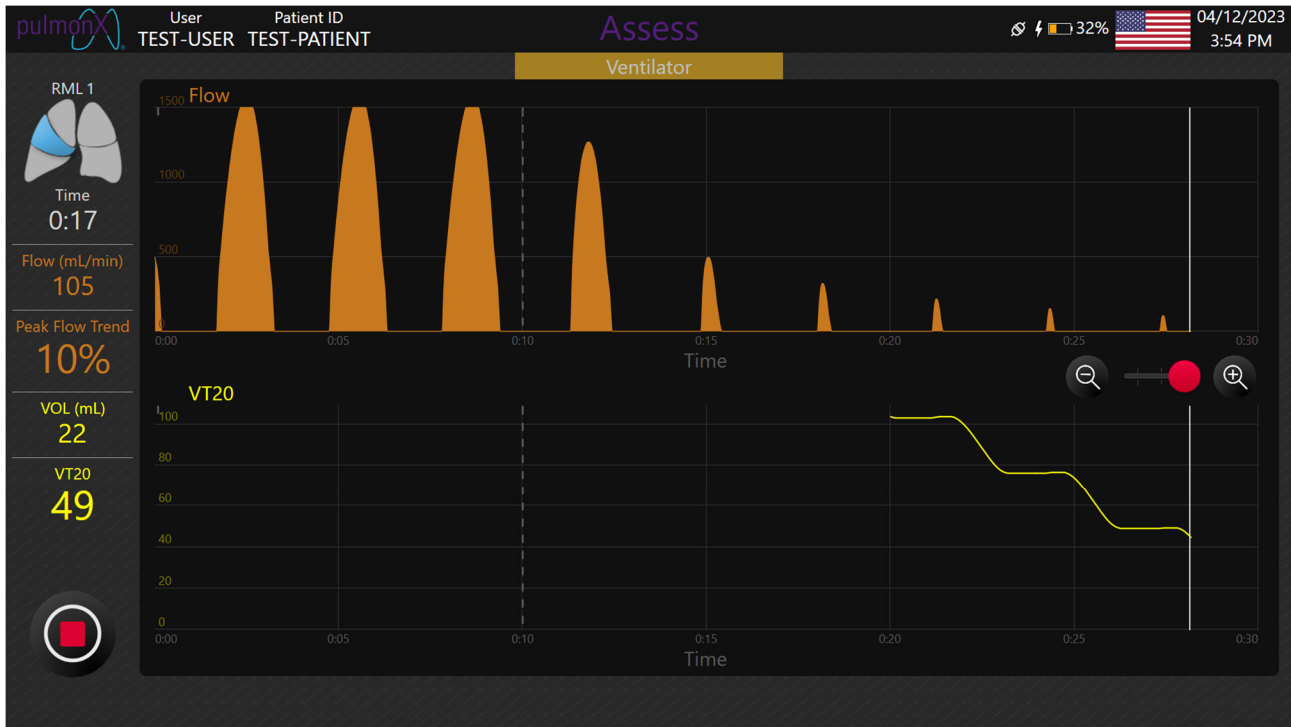 pulmonX
User
TEST-USER
Patient ID
TEST-PATIENT
Assess
32%
04/12/2023
3:54 PM
Ventilator
RML 1
Time
0:17
Flow (mL/min)
105
Peak Flow Trend
10%
VOL (mL)
22
VT20
49
Flow
1500
1000
500
0
0:00 0:05 0:10 0:15 0:20 0:25 0:30
Time
VT20
100
80
60
40
20
0
0:00 0:05 0:10 0:15 0:20 0:25 0:30
Time